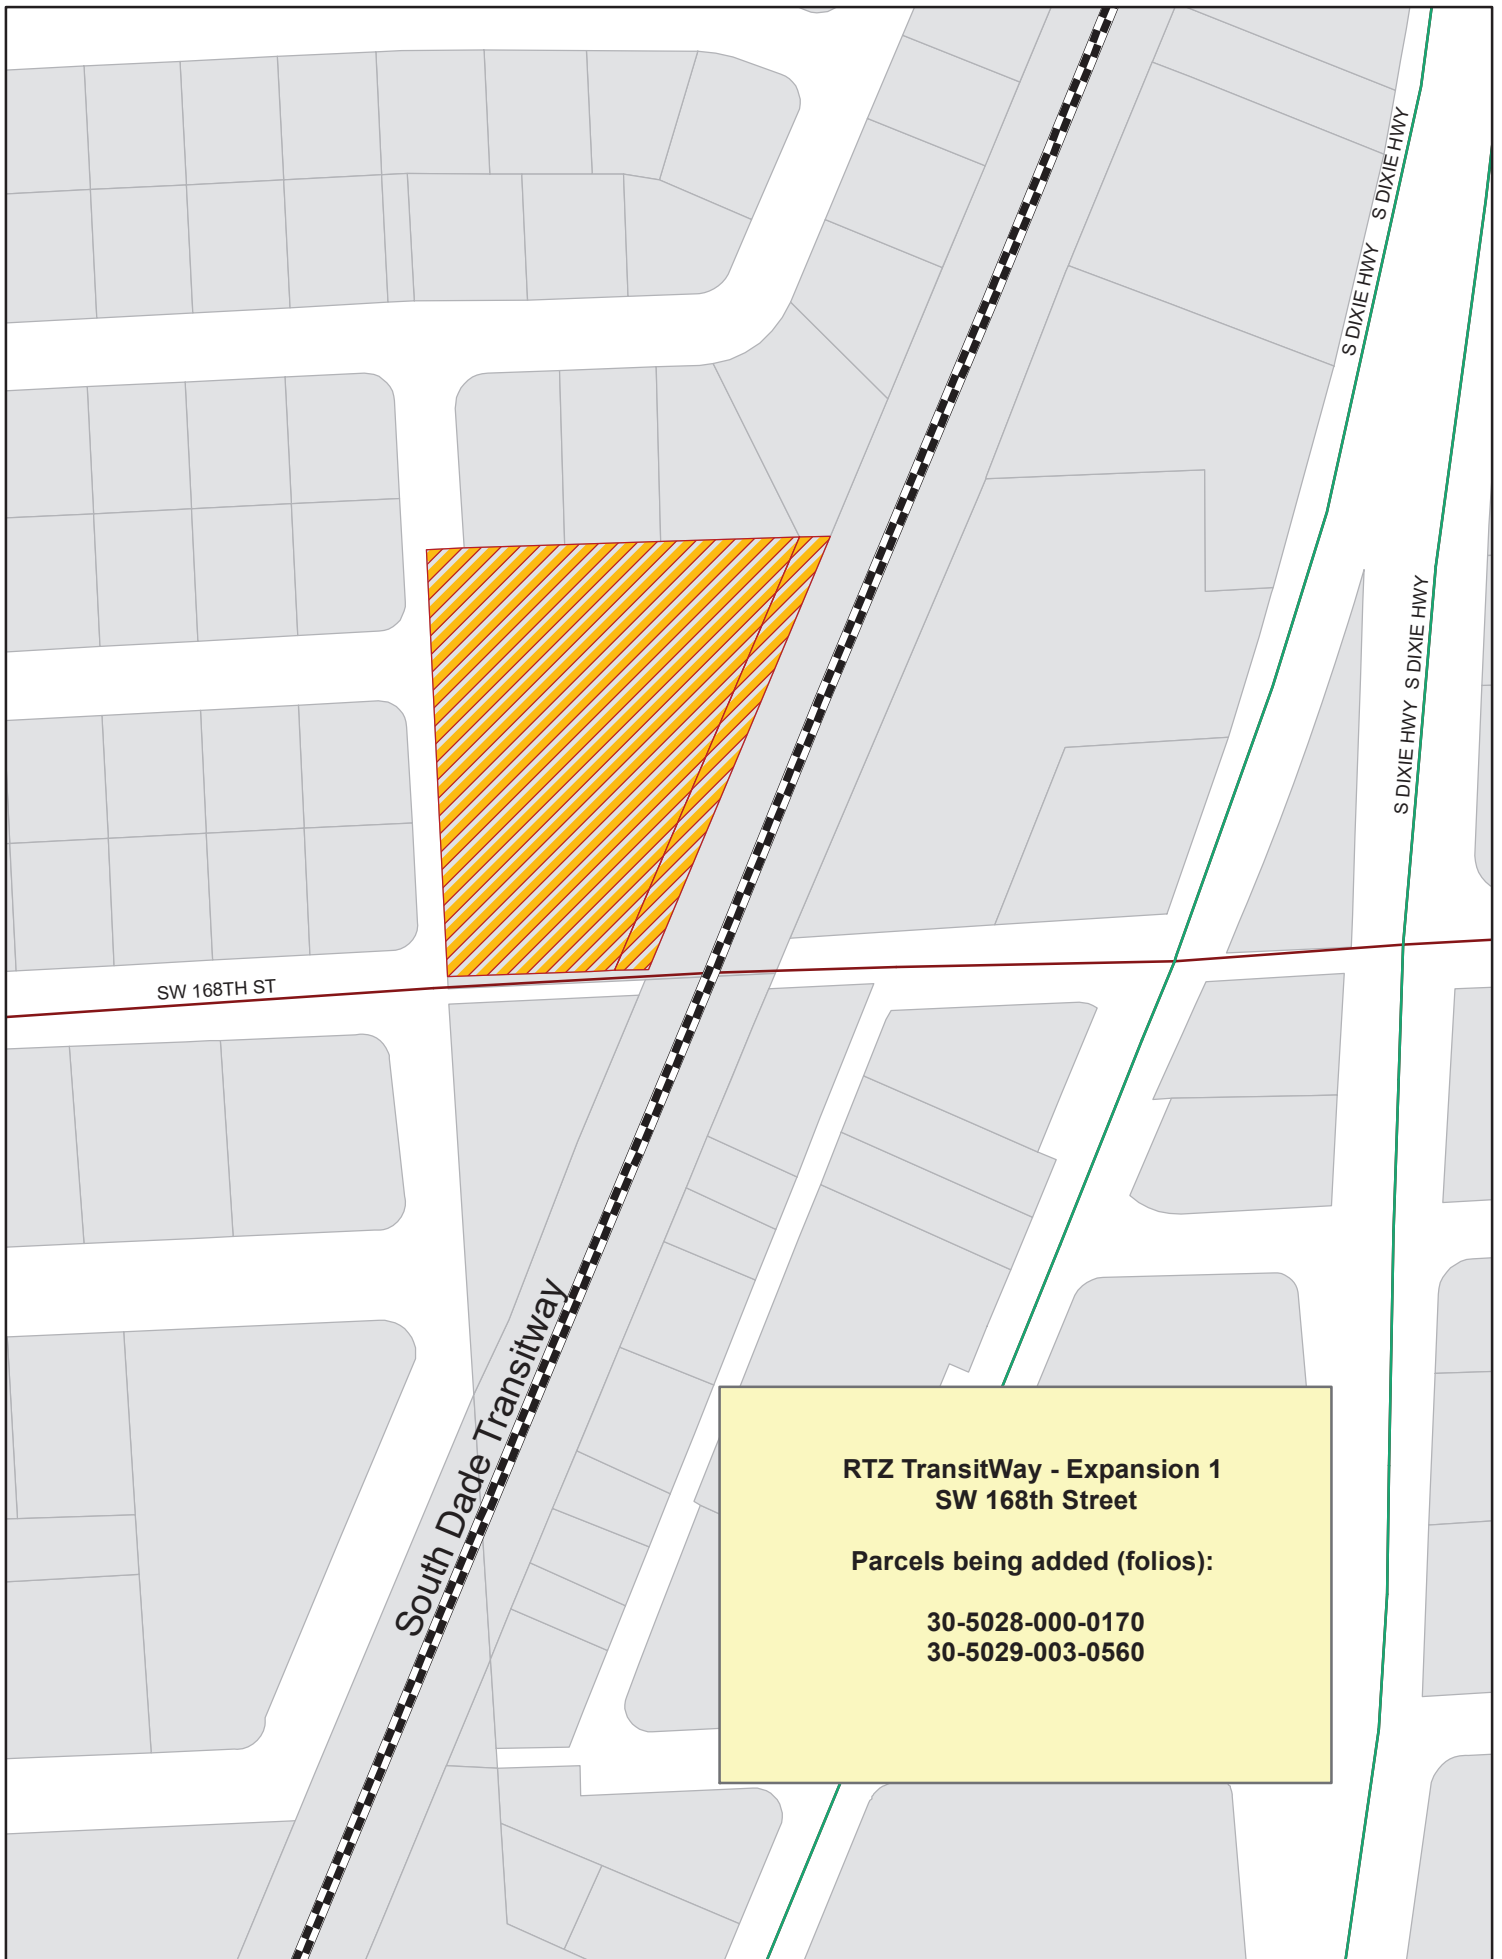 S DIXIE HWY
S DIXIE HWY
S DIXIE HWY
S DIXIE HWY
SW 168TH ST
South Dade Transitway
RTZ TransitWay - Expansion 1
SW 168th Street
Parcels being added (folios):
30-5028-000-0170
30-5029-003-0560